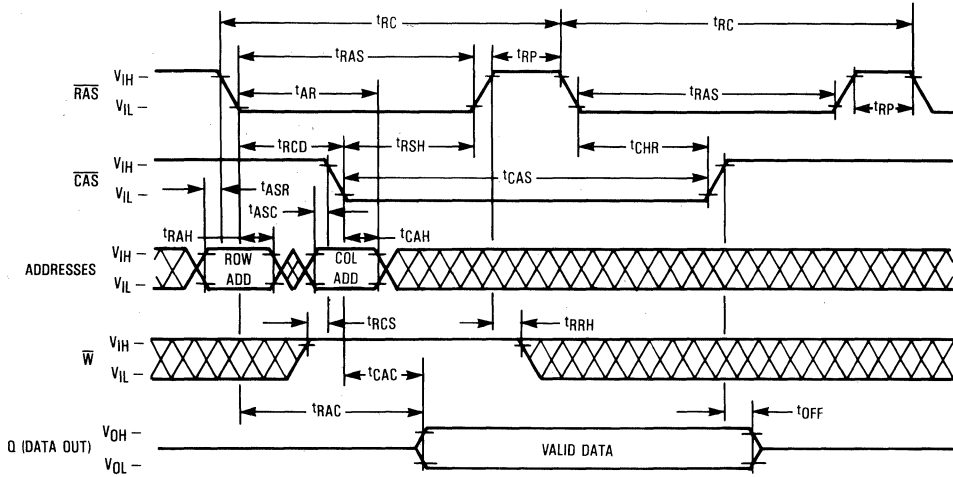 tRC tRC
tRAS tRP
VIH –
RAS tAR tRAS
VIL – tRP
tRCD tRSH tCHR
VIH –
CAS tCAS
VIL – tASR
tASC
tRAH tCAH
VIH –
ADDRESSES ROW ADD COL ADD
VIL –
tRCS tRRH
VIH –
W
VIL –
tCAC
tRAC tOFF
VOH –
Q (DATA OUT) VALID DATA
VOL –